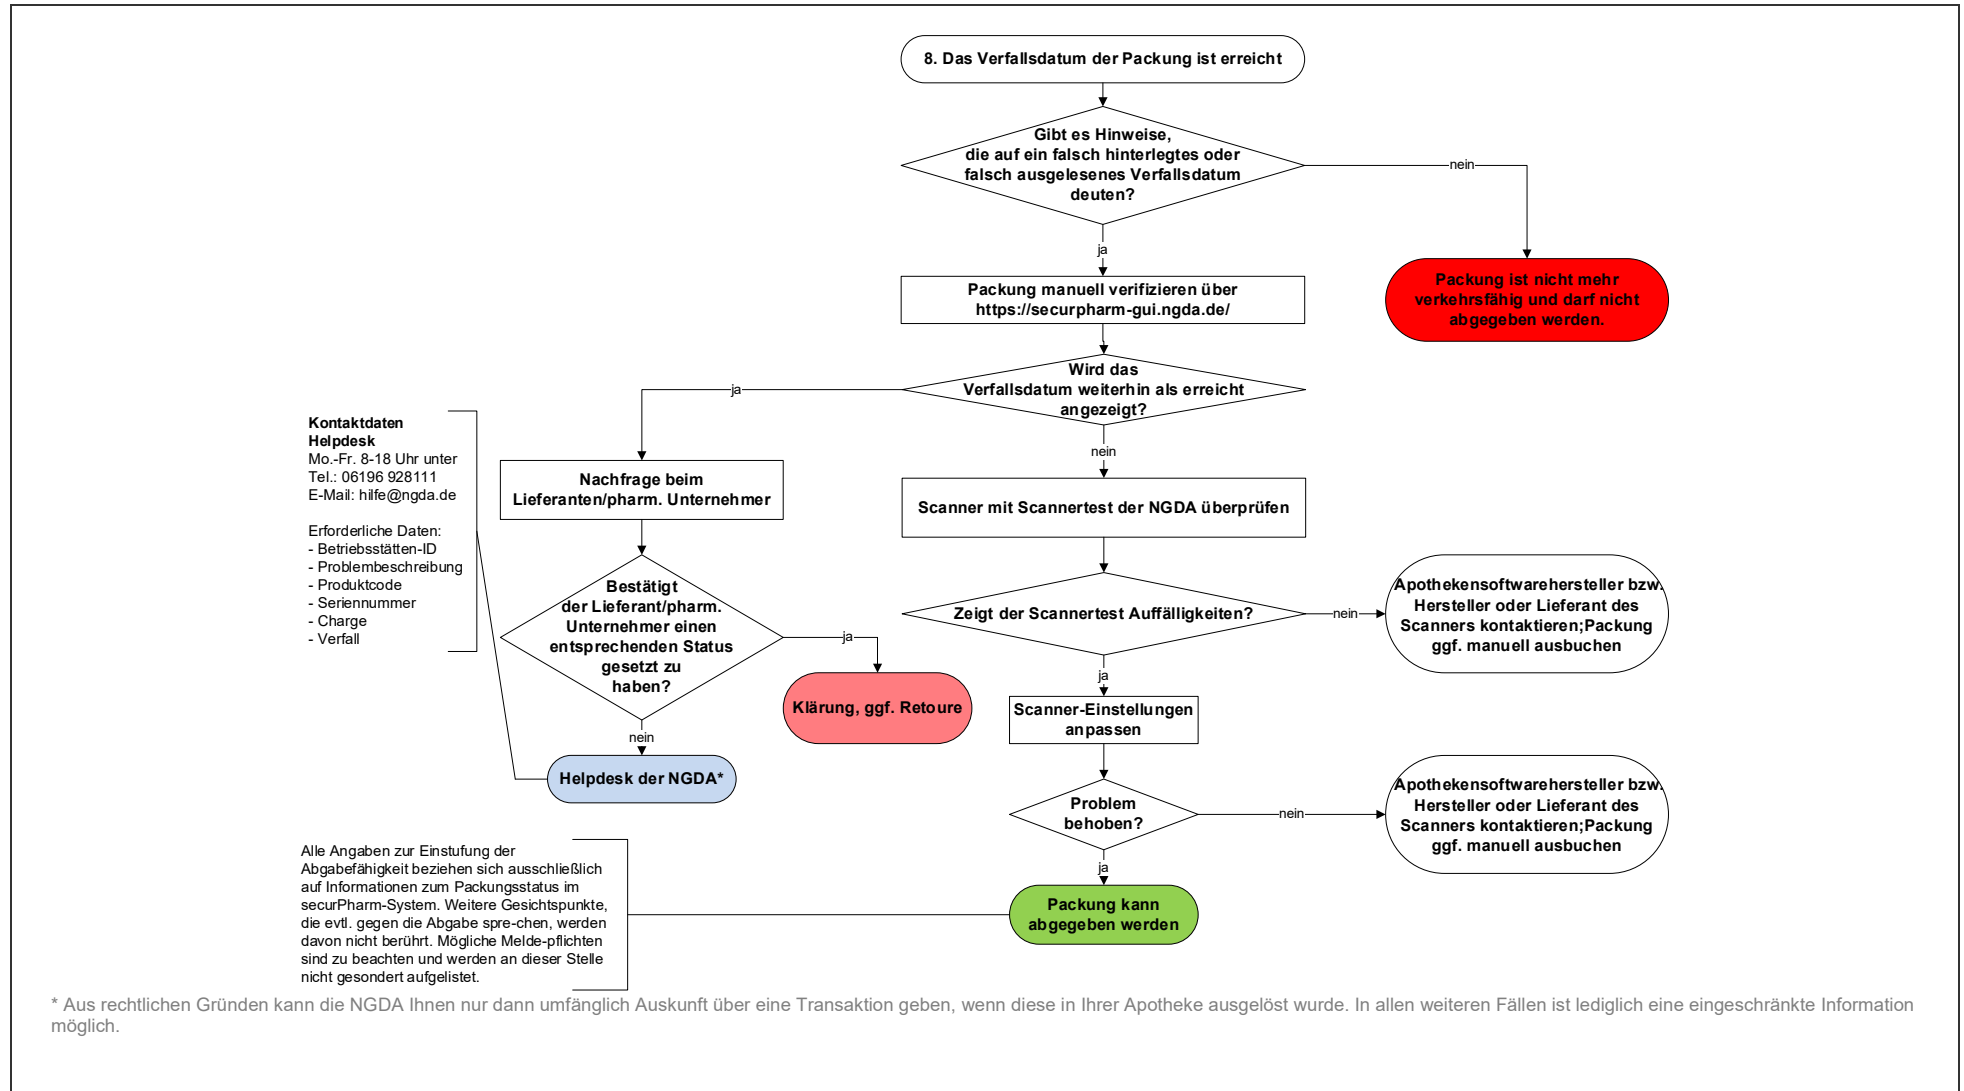 8. Das Verfallsdatum der Packung ist erreicht
Gibt es Hinweise,
die auf ein falsch hinterlegtes oder
falsch ausgelesenes Verfallsdatum
deuten?
nein
ja
Packung ist nicht mehr
verkehrsfähig und darf nicht
abgegeben werden.
Packung manuell verifizieren über
https://securpharm-gui.ngda.de/
Wird das
Verfallsdatum weiterhin als erreicht
angezeigt?
ja
nein
Kontaktdaten
Helpdesk
Mo.-Fr. 8-18 Uhr unter
Tel.: 06196 928111
E-Mail: hilfe@ngda.de
Erforderliche Daten:
- Betriebsstätten-ID
- Problembeschreibung
- Produktcode
- Seriennummer
- Charge
- Verfall
Nachfrage beim
Lieferanten/pharm. Unternehmer
Scanner mit Scannertest der NGDA überprüfen
Bestätigt
der Lieferant/pharm.
Unternehmer einen
entsprechenden Status
gesetzt zu
haben?
ja
nein
Klärung, ggf. Retoure
Helpdesk der NGDA*
Zeigt der Scannertest Auffälligkeiten?
nein
ja
Apothekensoftwarehersteller bzw.
Hersteller oder Lieferant des
Scanners kontaktieren;Packung
ggf. manuell ausbuchen
Scanner-Einstellungen
anpassen
Problem
behoben?
nein
ja
Apothekensoftwarehersteller bzw.
Hersteller oder Lieferant des
Scanners kontaktieren;Packung
ggf. manuell ausbuchen
Packung kann
abgegeben werden
Alle Angaben zur Einstufung der
Abgabefähigkeit beziehen sich ausschließlich
auf Informationen zum Packungsstatus im
securPharm-System. Weitere Gesichtspunkte,
die evtl. gegen die Abgabe spre-chen, werden
davon nicht berührt. Mögliche Melde-pflichten
sind zu beachten und werden an dieser Stelle
nicht gesondert aufgelistet.
* Aus rechtlichen Gründen kann die NGDA Ihnen nur dann umfänglich Auskunft über eine Transaktion geben, wenn diese in Ihrer Apotheke ausgelöst wurde. In allen weiteren Fällen ist lediglich eine eingeschränkte Information
möglich.